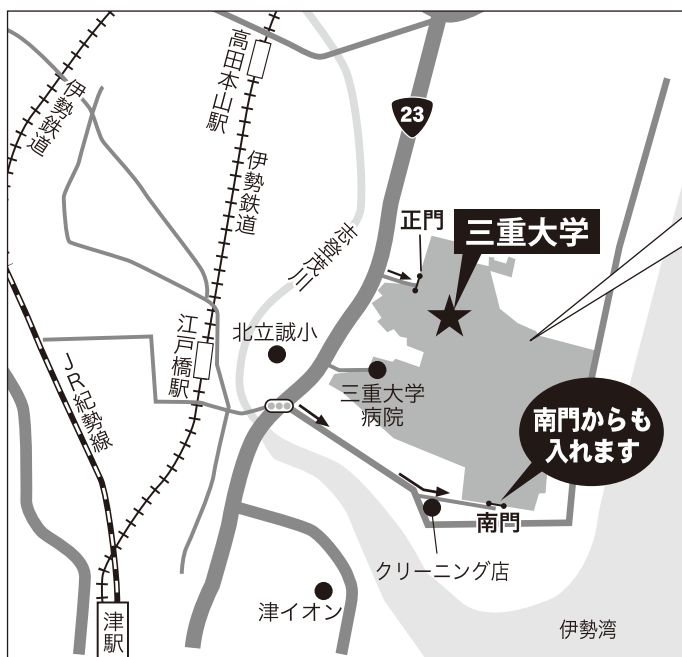 高田本山駅
伊勢鉄道
伊勢鉄道
23
正門
三重大学
志登茂川
江戸橋駅
北立誠小
JR紀勢線
三重大学
病院
南門からも
入れます
南門
クリーニング店
津イオン
津駅
伊勢湾